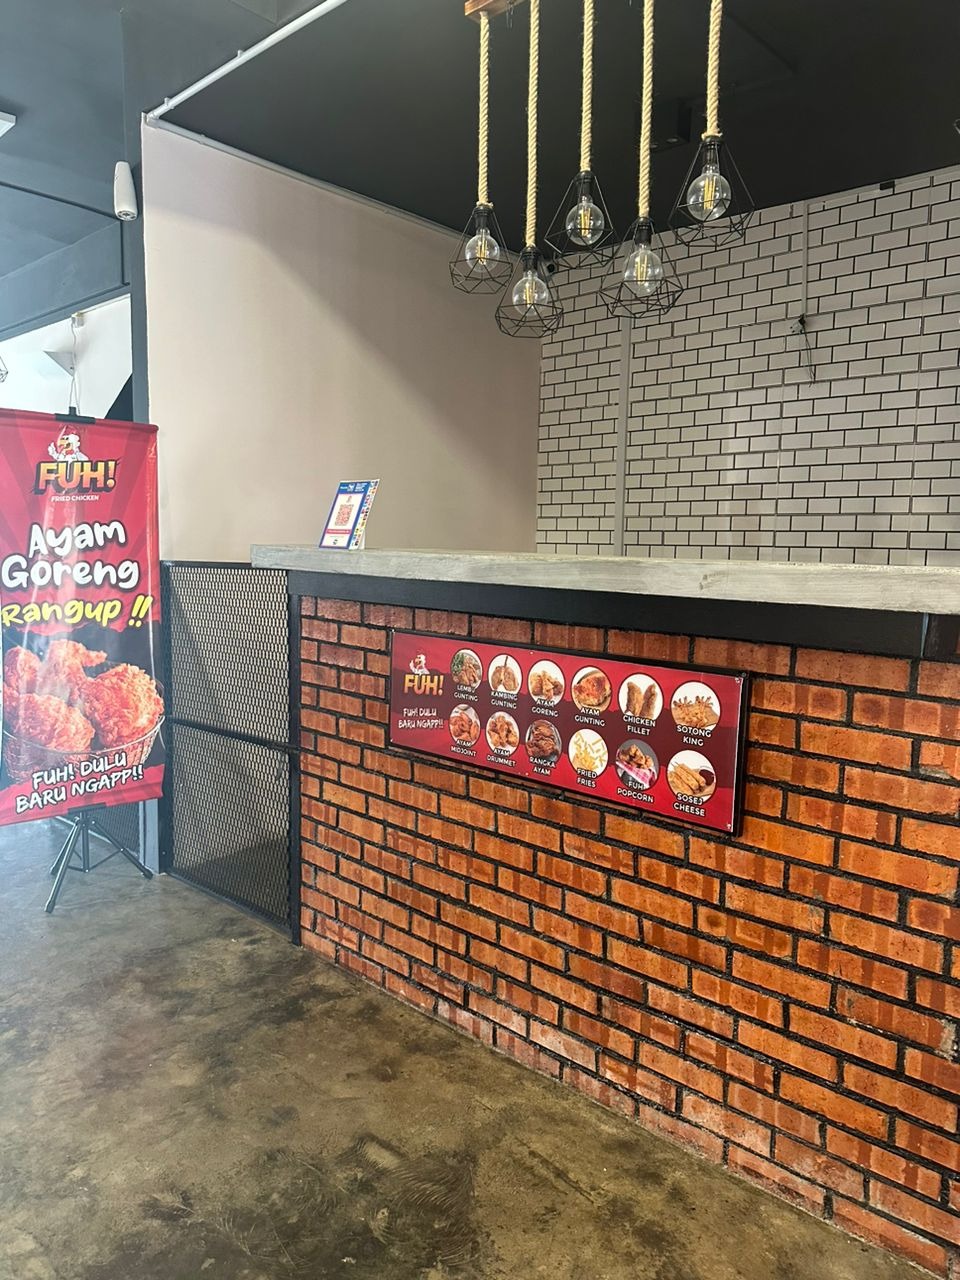 FUH!
FRIED CHICKEN
Ayam
Goreng
Rangup !!
FUH! DULU
BARU NGAPP!!
FUH!
FUH! DULU
BARU NGAPP!!
LEMBU
GUNTING
KAMBING
GUNTING
AYAM
GORENG
AYAM
GUNTING
CHICKEN
FILLET
SOTONG
KING
AYAM
MIDJOINT
AYAM
DRUMMET
RANGKA
AYAM
FRIED
FRIES
FUH!
POPCORN
SOSEJ
CHEESE